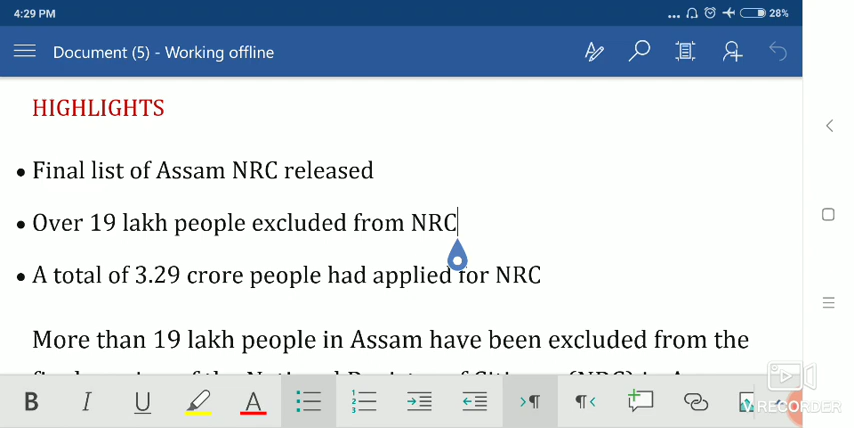 4:29 PM
28%
Document (5) - Working offline
HIGHLIGHTS
• Final list of Assam NRC released
• Over 19 lakh people excluded from NRC
• A total of 3.29 crore people had applied for NRC
More than 19 lakh people in Assam have been excluded from the
B I U A
VIRECORDER